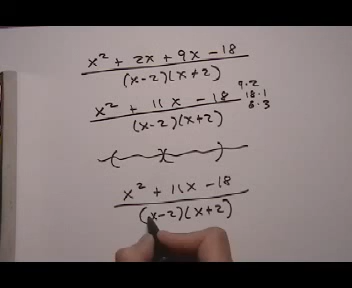 x² + 2x + 9x - 18
(x-2)(x+2)
x² + 11x - 18
(x-2)(x+2)
9·2
18·1
6·3
( )( )
x² + 11x - 18
(x-2)(x+2)